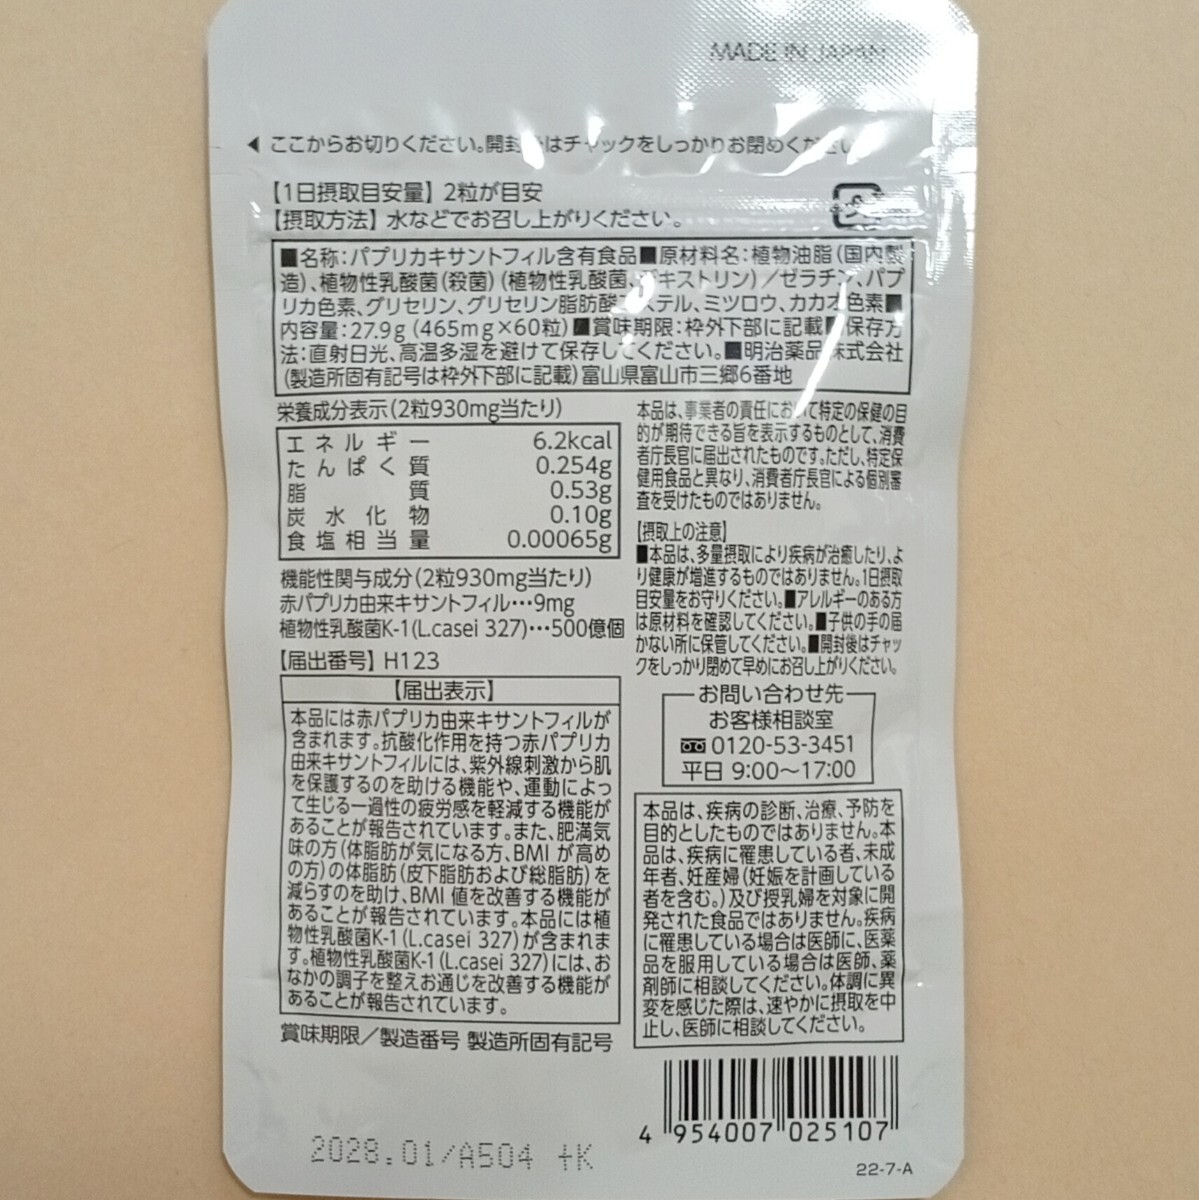 MADE IN JAPAN
◀ ここからお切りください。開封後はチャックをしっかりお閉めください
【1日摂取目安量】 2粒が目安
【摂取方法】 水などでお召し上がりください。
■名称：パプリカキサントフィル含有食品■原材料名：植物油脂(国内製
造)、植物性乳酸菌(殺菌)(植物性乳酸菌、デキストリン)／ゼラチン、パプ
リカ色素、グリセリン、グリセリン脂肪酸エステル、ミツロウ、カカオ色素■
内容量：27.9g(465mg×60粒)■賞味期限：枠外下部に記載■保存方
法：直射日光、高温多湿を避けて保存してください。■明治薬品株式会社
(製造所固有記号は枠外下部に記載)富山県富山市三郷6番地
栄養成分表示(2粒930mg当たり)
エネルギー 6.2kcal
たんぱく質 0.254g
脂質 0.53g
炭水化物 0.10g
食塩相当量 0.00065g
機能性関与成分(2粒930mg当たり)
赤パプリカ由来キサントフィル…9mg
植物性乳酸菌K-1(L.casei 327)…500億個
【届出番号】H123
【届出表示】
本品には赤パプリカ由来キサントフィルが
含まれます。抗酸化作用を持つ赤パプリカ
由来キサントフィルには、紫外線刺激から肌
を保護するのを助ける機能や、運動によっ
て生じる一過性の疲労感を軽減する機能が
あることが報告されています。また、肥満気
味の方(体脂肪が気になる方、BMI が高め
の方)の体脂肪(皮下脂肪および総脂肪)を
減らすのを助け、BMI 値を改善する機能が
あることが報告されています。本品には植
物性乳酸菌K-1(L.casei 327)が含まれま
す。植物性乳酸菌K-1(L.casei 327)には、お
なかの調子を整えお通じを改善する機能が
あることが報告されています。
賞味期限／製造番号 製造所固有記号
2028.01/A504 +K
本品は、事業者の責任において特定の保健の目
的が期待できる旨を表示するものとして、消費
者庁長官に届出されたものです。ただし、特定保
健用食品と異なり、消費者庁長官による個別審
査を受けたものではありません。
【摂取上の注意】
■本品は、多量摂取により疾病が治癒したり、よ
り健康が増進するものではありません。1日摂取
目安量をお守りください。■アレルギーのある方
は原材料を確認してください。■子供の手の届
かない所に保管してください。■開封後はチャッ
クをしっかり閉めて早めにお召し上がりください。
お問い合わせ先
お客様相談室
0120-53-3451
平日 9:00〜17:00
本品は、疾病の診断、治療、予防を
目的としたものではありません。本
品は、疾病に罹患している者、未成
年者、妊産婦(妊娠を計画している
者を含む。)及び授乳婦を対象に開
発された食品ではありません。疾病
に罹患している場合は医師に、医薬
品を服用している場合は医師、薬
剤師に相談してください。体調に異
変を感じた際は、速やかに摂取を中
止し、医師に相談してください。
4 954007 025107
22-7-A